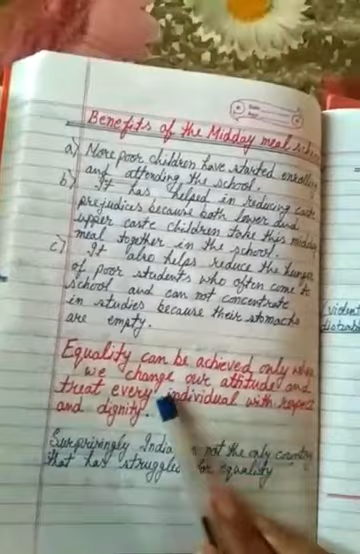 Benefits of the Midday meal
a) More poor children have started enrolling
and attending the school.
b) It has helped in reducing caste
prejudices because both lower and
upper caste children take this midday
meal together in the school.
c) It also helps reduce the hunger
of poor students who often come to
school and can not concentrate
in studies because their stomachs
are empty.
Equality can be achieved only when
we change our attitude and
treat every individual with respect
and dignity.
Surprisingly India is not the only country
that has struggled for equality